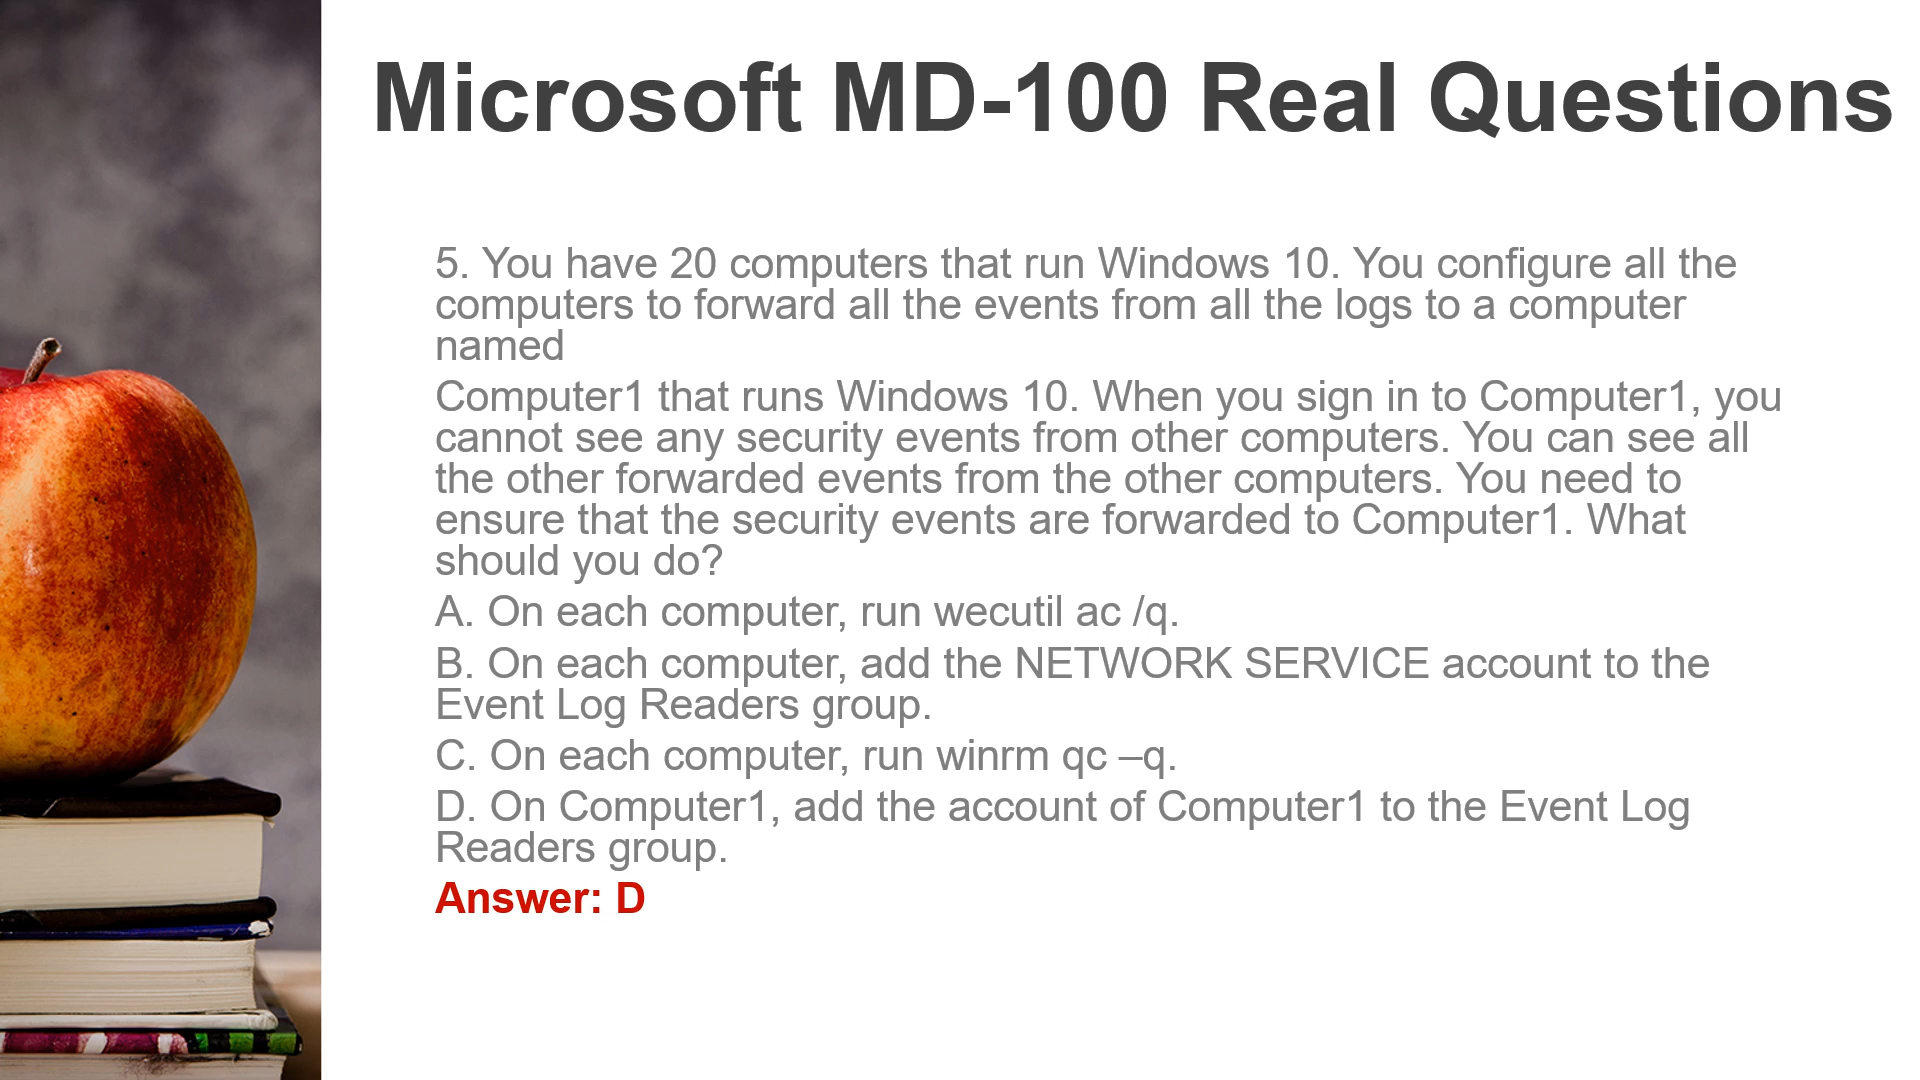 Microsoft MD-100 Real Questions
5. You have 20 computers that run Windows 10. You configure all the
computers to forward all the events from all the logs to a computer
named
Computer1 that runs Windows 10. When you sign in to Computer1, you
cannot see any security events from other computers. You can see all
the other forwarded events from the other computers. You need to
ensure that the security events are forwarded to Computer1. What
should you do?
A. On each computer, run wecutil ac /q.
B. On each computer, add the NETWORK SERVICE account to the
Event Log Readers group.
C. On each computer, run winrm qc –q.
D. On Computer1, add the account of Computer1 to the Event Log
Readers group.
Answer: D